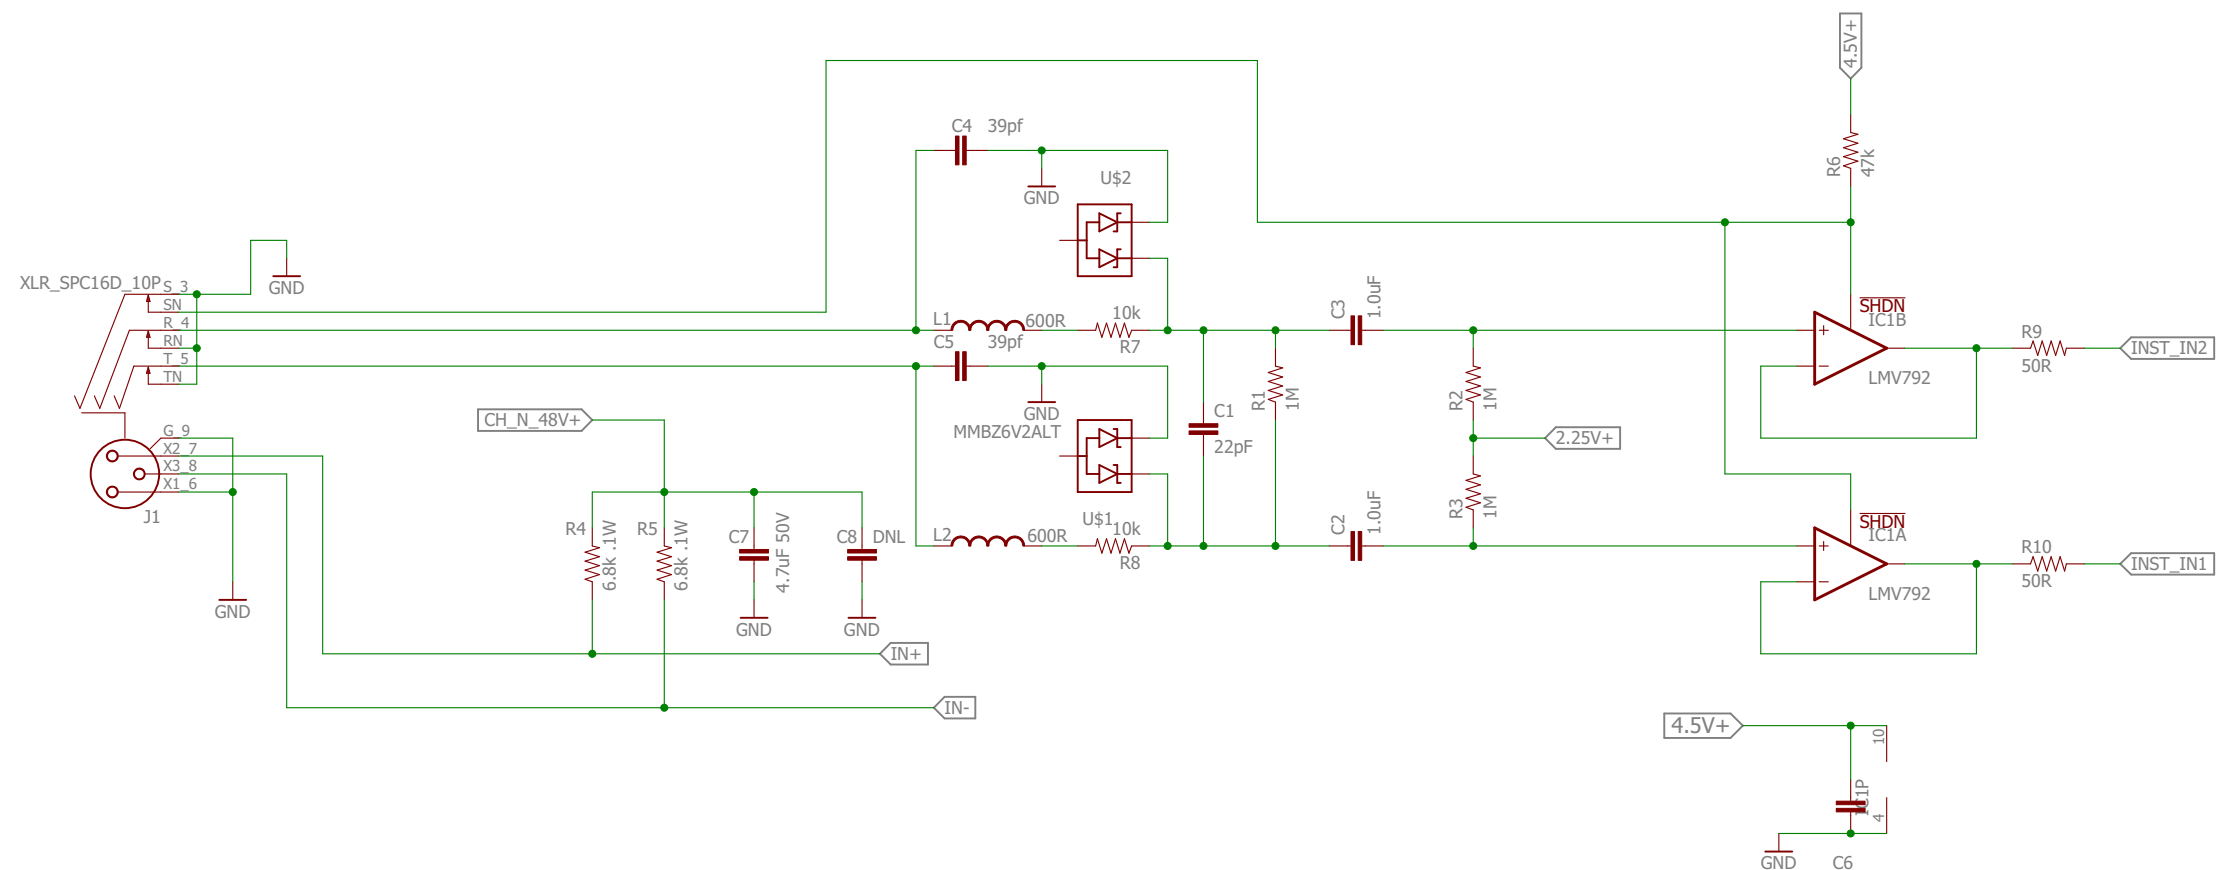 4.5V+
C4 39pf
U$2
GND
R6
47k
XLR_SPC16D_10P
S_3
SN
R_4
RN
T_5
TN
GND
L1
600R
10k
R7
C3
1.0uF
SHDN
IC1B
+
−
LMV792
R9
50R
INST_IN2
C5
39pf
GND
MMBZ6V2ALT
CH_N_48V+
C1
22pF
R1
1M
R2
1M
2.25V+
G_9
X2_7
X3_8
X1_6
J1
GND
R4
6.8k .1W
R5
6.8k .1W
C7
4.7uF 50V
C8
DNL
GND
GND
L2
600R
U$1
10k
R8
C2
1.0uF
R3
1M
SHDN
IC1A
+
−
LMV792
R10
50R
INST_IN1
IN+
IN-
4.5V+
10
IC1P
4
GND
C6